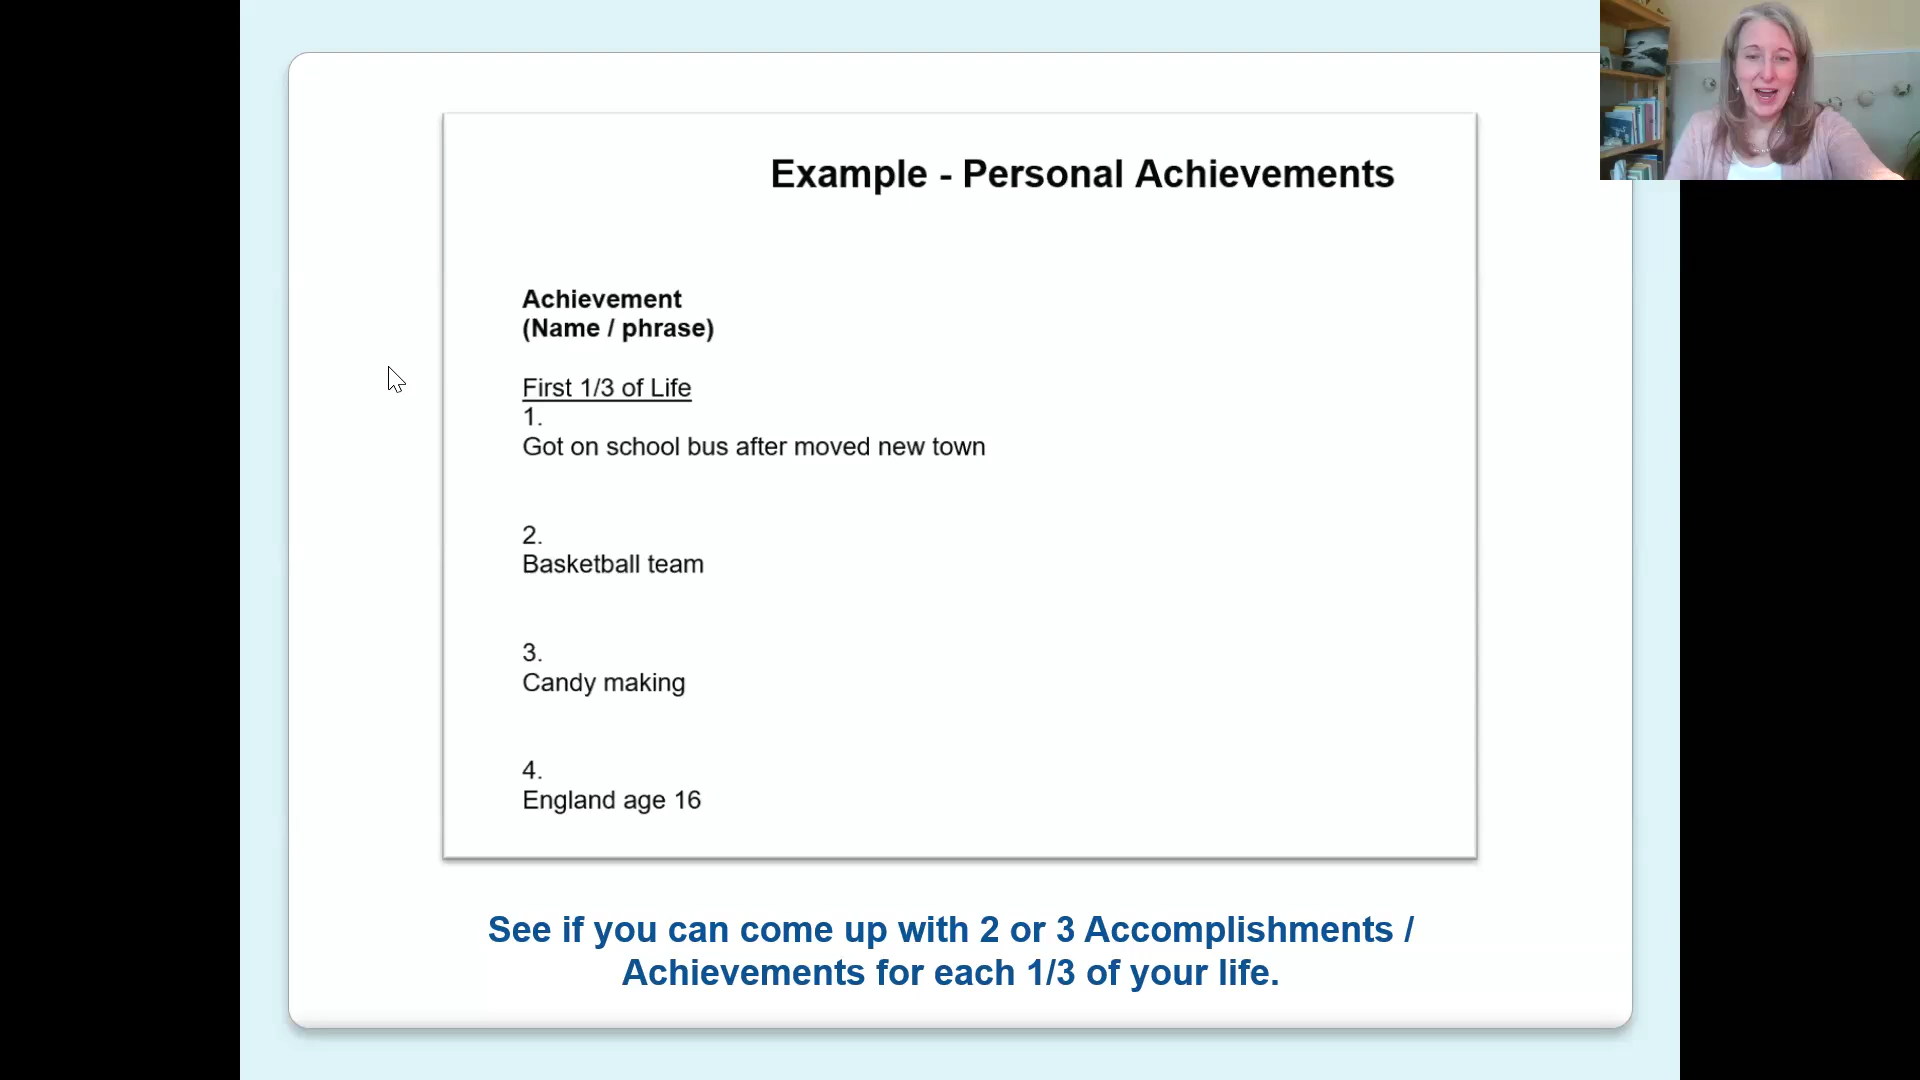 Example - Personal Achievements
Achievement
(Name / phrase)
First 1/3 of Life
1.
Got on school bus after moved new town
2.
Basketball team
3.
Candy making
4.
England age 16
See if you can come up with 2 or 3 Accomplishments /
Achievements for each 1/3 of your life.